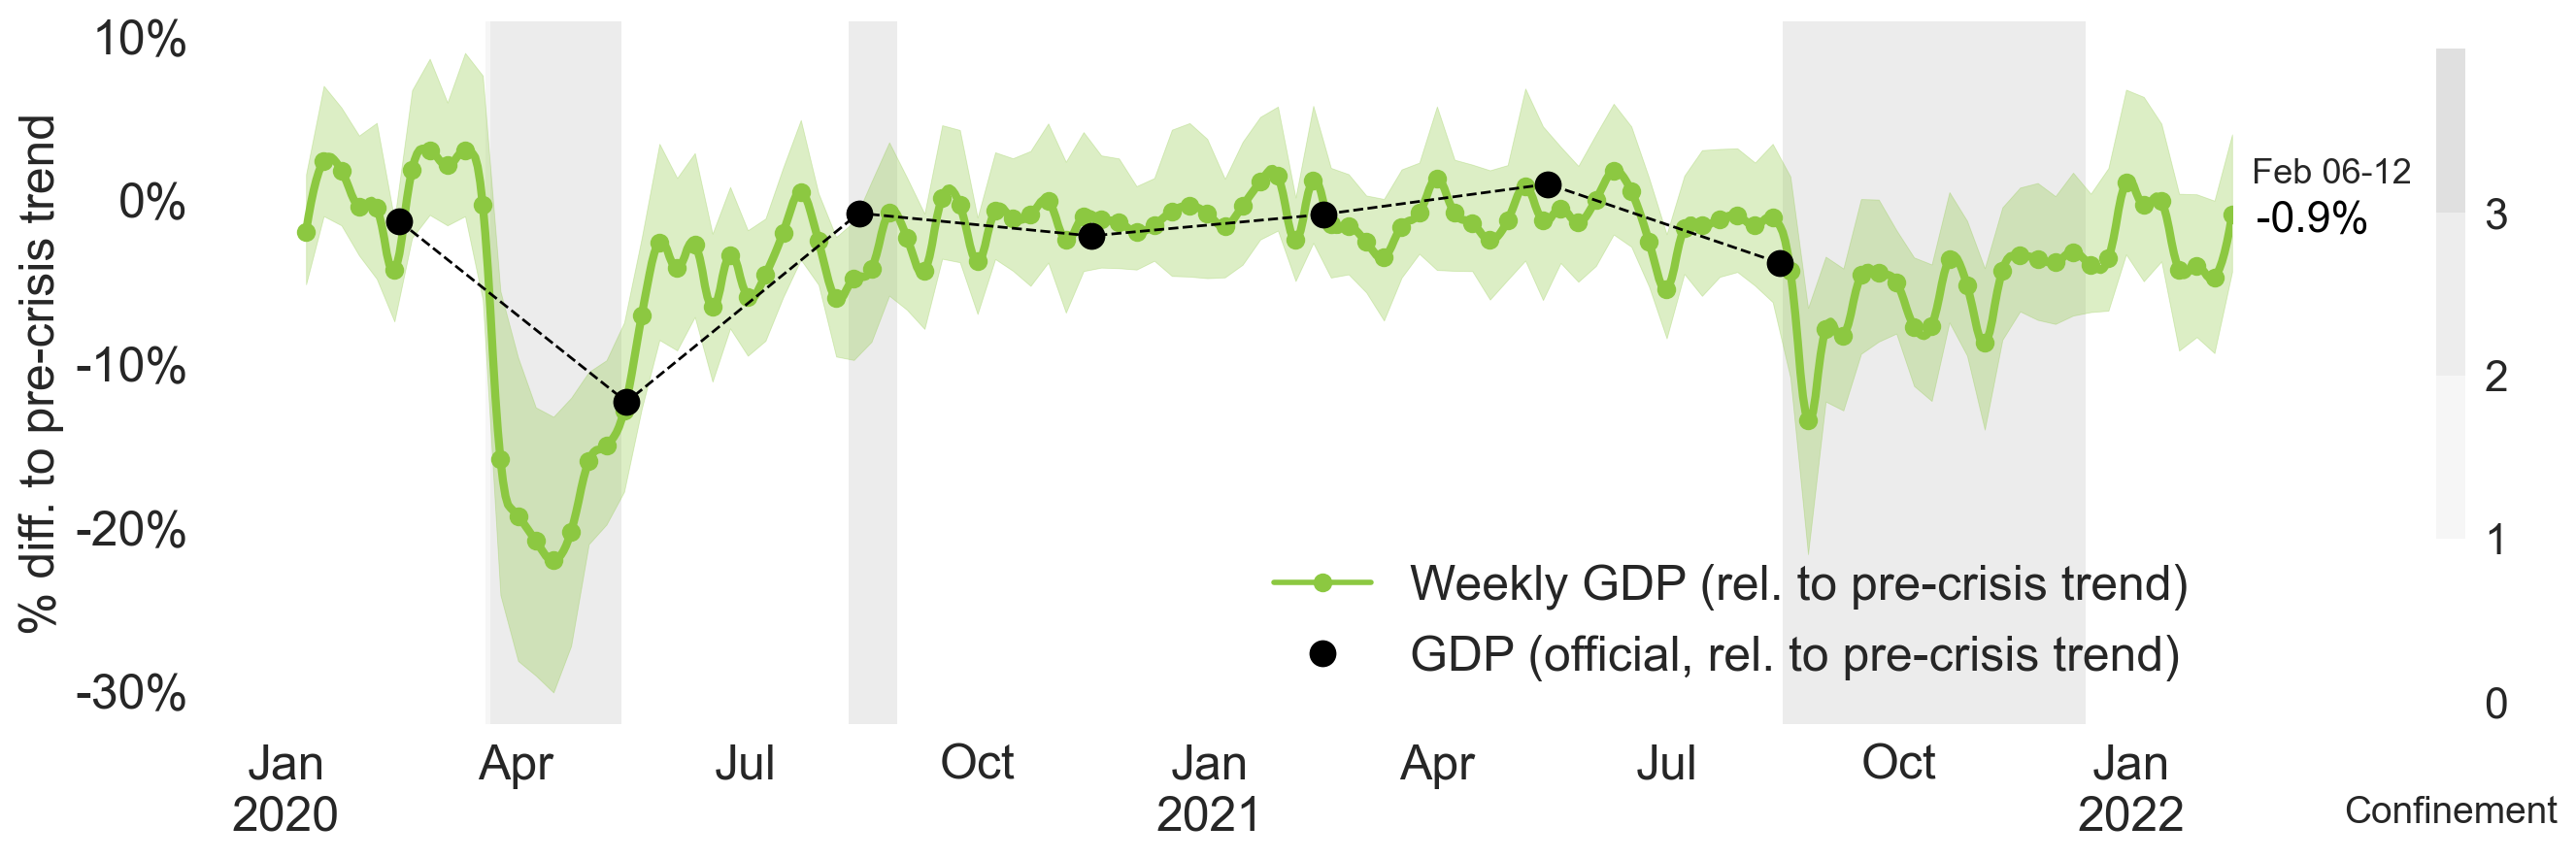 10%
0%
-10%
-20%
-30%
% diff. to pre-crisis trend
Feb 06-12
-0.9%
Weekly GDP (rel. to pre-crisis trend)
GDP (official, rel. to pre-crisis trend)
3
2
1
0
Jan Apr Jul Oct Jan Apr Jul Oct Jan
2020 2021 2022
Confinement